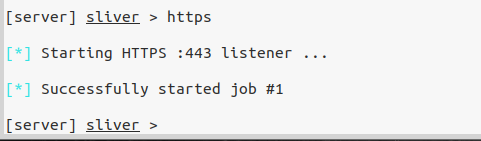 [server] sliver > https
[*] Starting HTTPS :443 listener ...
[*] Successfully started job #1
[server] sliver >